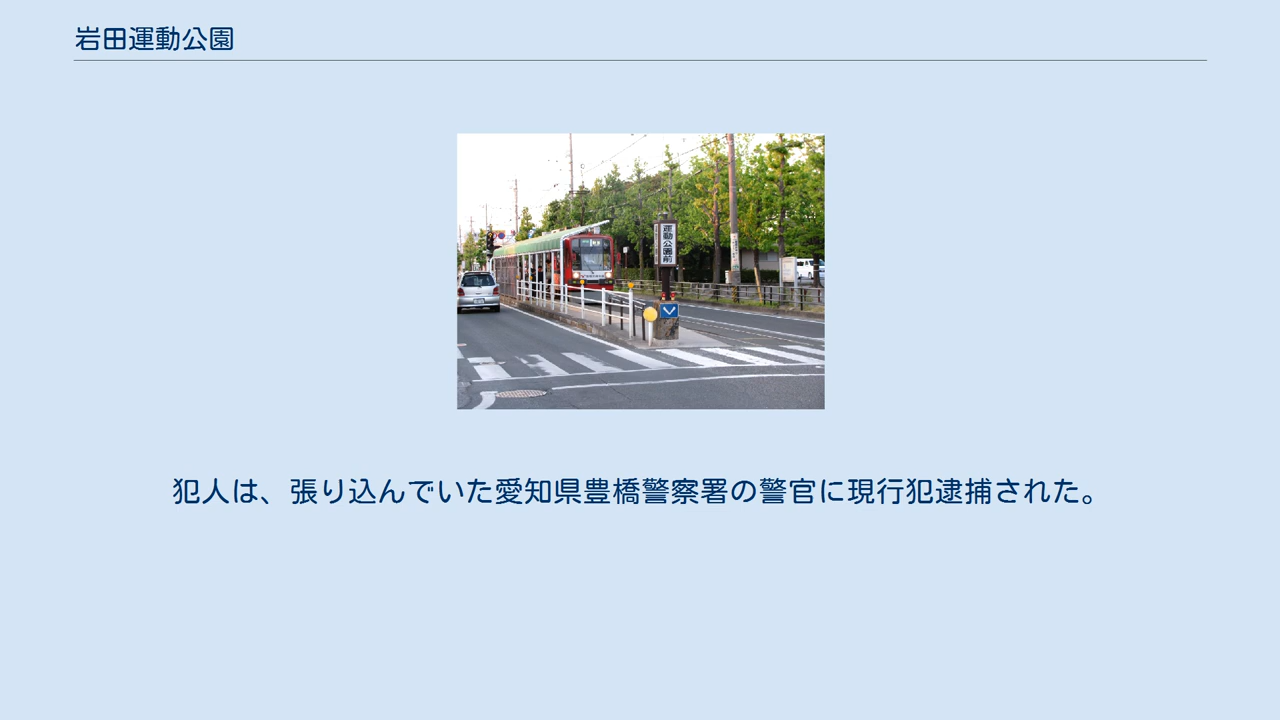 岩田運動公園
運動公園前
犯人は、張り込んでいた愛知県豊橋警察署の警官に現行犯逮捕された。